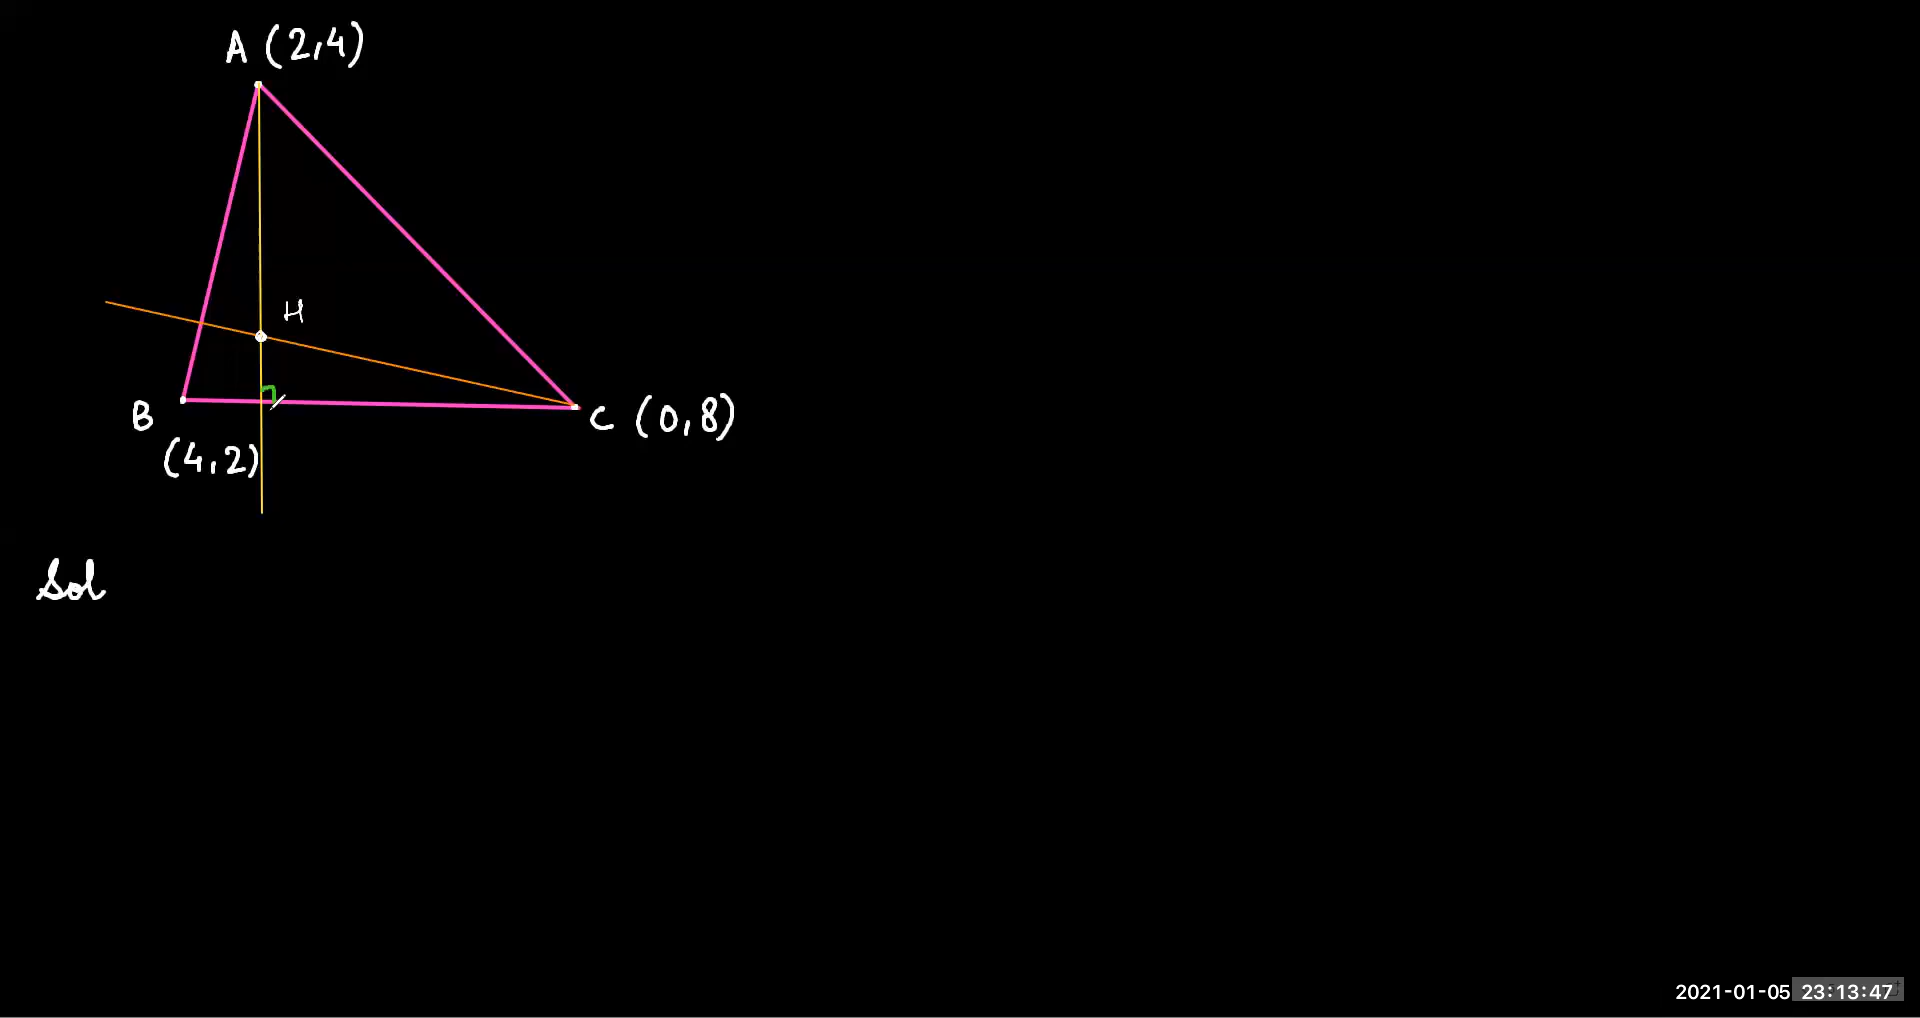 A (2,4)
H
B
C (0,8)
(4,2)
Sol
2021-01-05 23:13:47